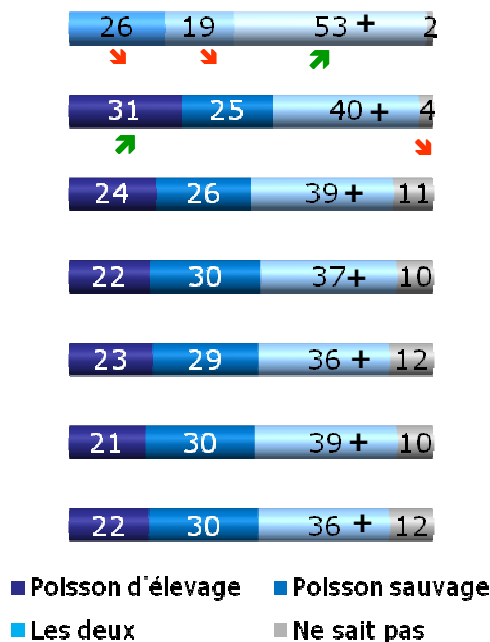 26 19 53 + 2
31 25 40 + 4
24 26 39 + 11
22 30 37+ 10
23 29 36 + 12
21 30 39 + 10
22 30 36 + 12
Poisson d'élevage Poisson sauvage
Les deux Ne sait pas